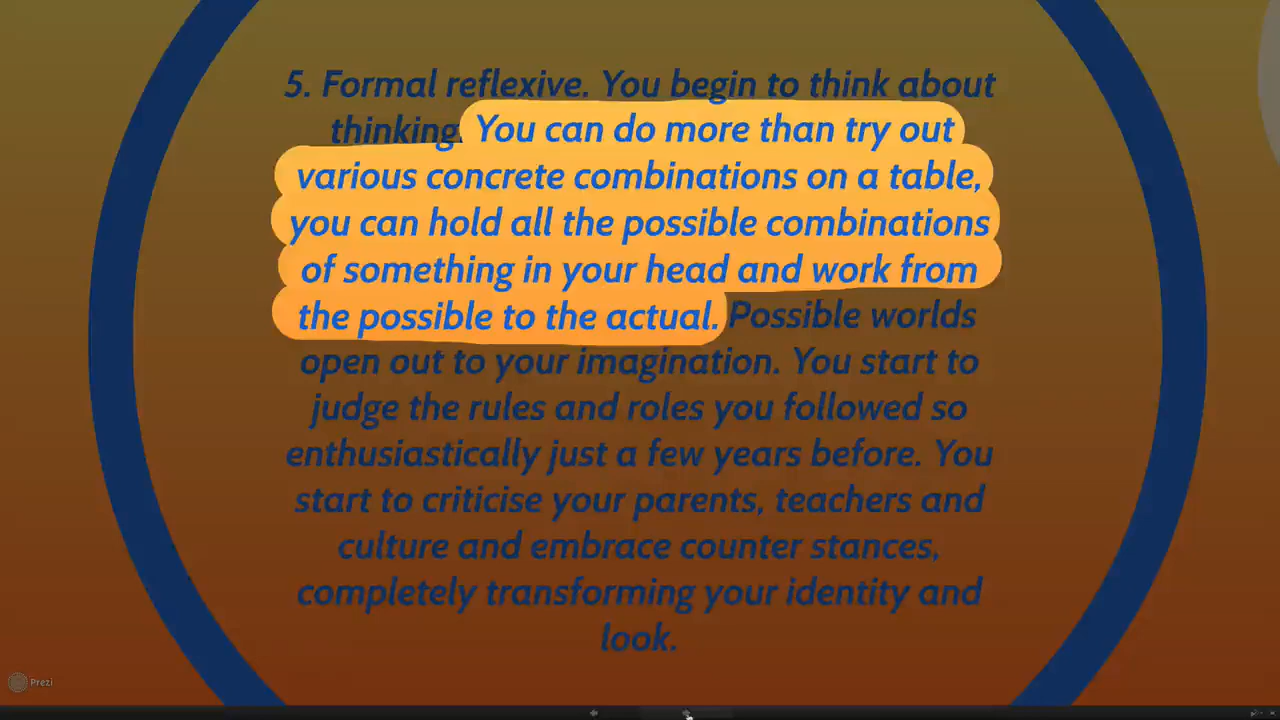 5. Formal reflexive. You begin to think about
thinking. You can do more than try out
various concrete combinations on a table,
you can hold all the possible combinations
of something in your head and work from
the possible to the actual. Possible worlds
open out to your imagination. You start to
judge the rules and roles you followed so
enthusiastically just a few years before. You
start to criticise your parents, teachers and
culture and embrace counter stances,
completely transforming your identity and
look.
Prezi